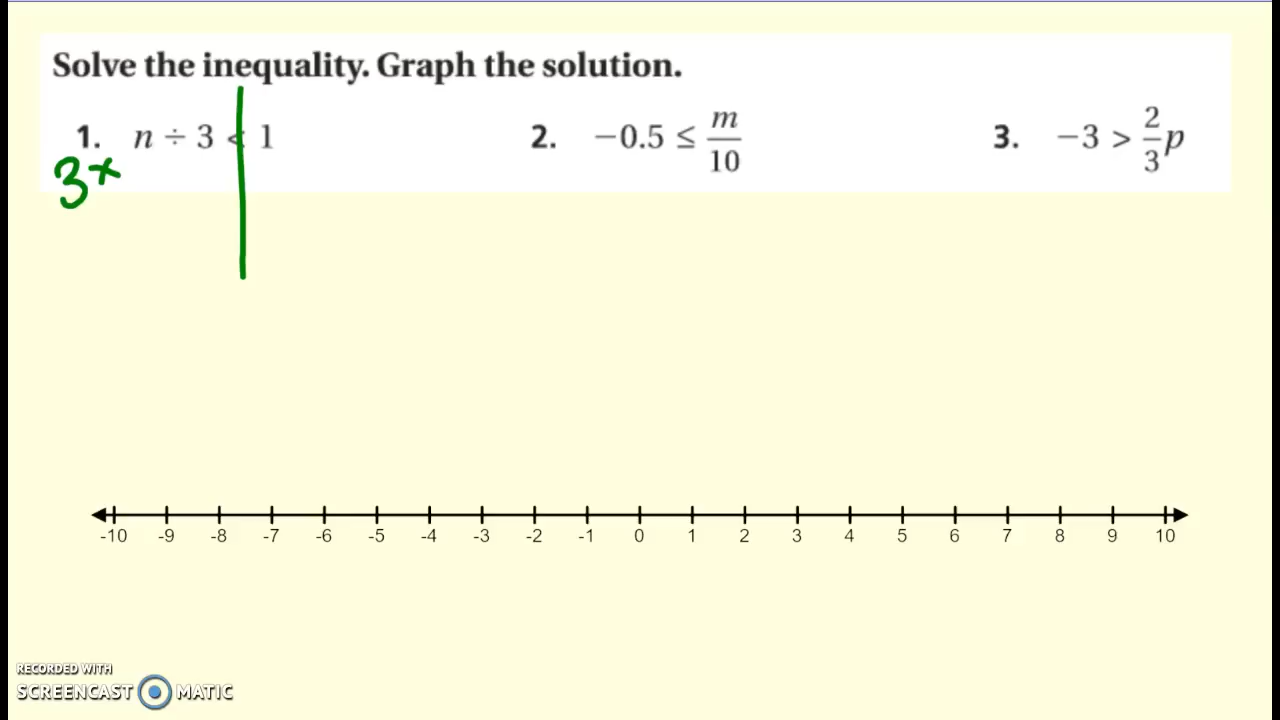 Solve the inequality. Graph the solution.
1. n ÷ 3 < 1 2. −0.5 ≤ m/10 3. −3 > 2/3 p
3×
-10 -9 -8 -7 -6 -5 -4 -3 -2 -1 0 1 2 3 4 5 6 7 8 9 10
RECORDED WITH
SCREENCAST MATIC